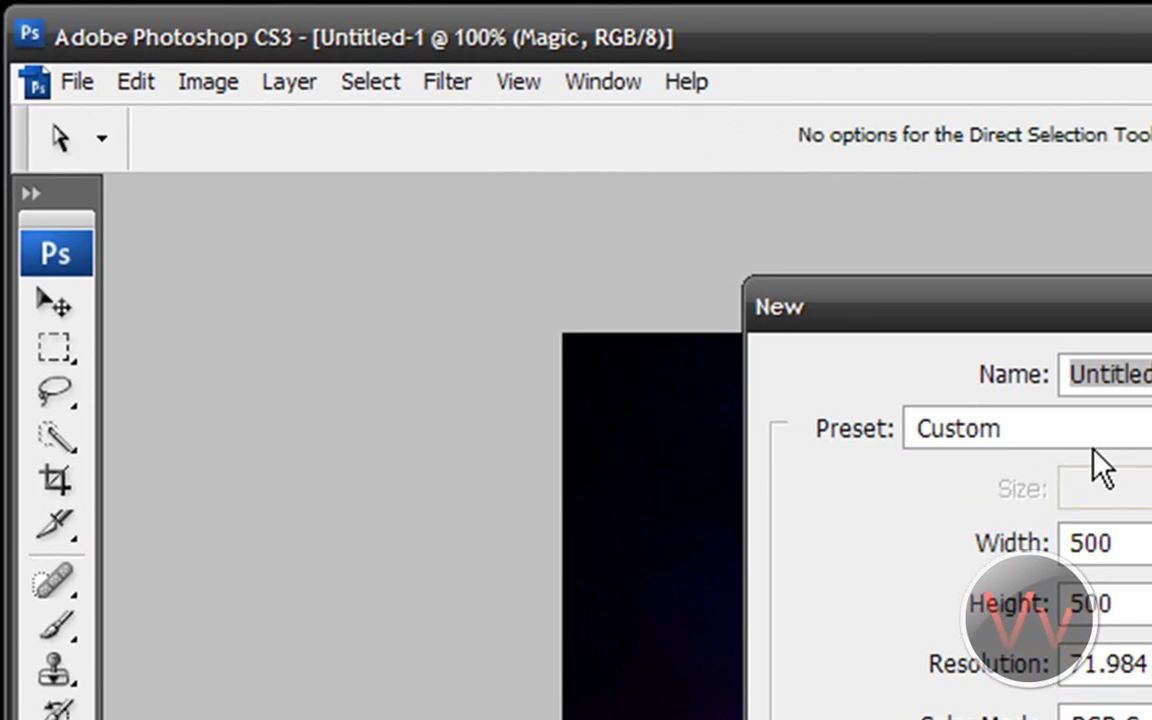 Ps Adobe Photoshop CS3 - [Untitled-1 @ 100% (Magic, RGB/8)]
Ps File Edit Image Layer Select Filter View Window Help
No options for the Direct Selection Tool
Ps
New
Name: Untitled
Preset: Custom
Size:
Width: 500
Height: 500
Resolution: 71.984